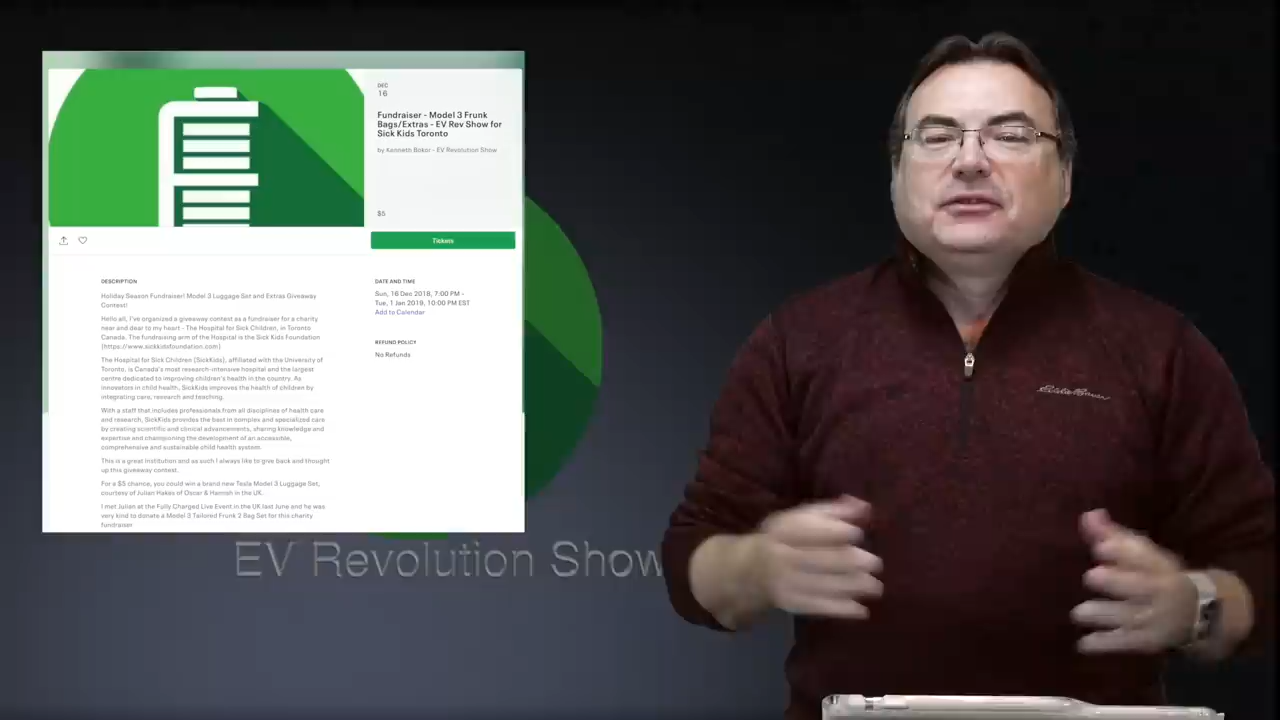 DEC
16
Fundraiser - Model 3 Frunk
Bags/Extras - EV Rev Show for
Sick Kids Toronto
by Kenneth Bokor - EV Revolution Show
$5
Tickets
DESCRIPTION
Holiday Season Fundraiser! Model 3 Luggage Set and Extras Giveaway
Contest!
Hello all, I've organized a giveaway contest as a fundraiser for a charity
near and dear to my heart - The Hospital for Sick Children, in Toronto
Canada. The fundraising arm of the Hospital is the Sick Kids Foundation
(https://www.sickkidsfoundation.com)
The Hospital for Sick Children (SickKids), affiliated with the University of
Toronto, is Canada's most research-intensive hospital and the largest
centre dedicated to improving children's health in the country. As
innovators in child health, SickKids improves the health of children by
integrating care, research and teaching.
With a staff that includes professionals from all disciplines of health care
and research, SickKids provides the best in complex and specialized care
by creating scientific and clinical advancements, sharing knowledge and
expertise and championing the development of an accessible,
comprehensive and sustainable child health system.
This is a great institution and as such I always like to give back and thought
up this giveaway contest.
For a $5 chance, you could win a brand new Tesla Model 3 Luggage Set,
courtesy of Julian Hakes of Oscar & Hamish in the UK.
I met Julian at the Fully Charged Live Event in the UK last June and he was
very kind to donate a Model 3 Tailored Frunk 2 Bag Set for this charity
fundraiser
DATE AND TIME
Sun, 16 Dec 2018, 7:00 PM -
Tue, 1 Jan 2019, 10:00 PM EST
Add to Calendar
REFUND POLICY
No Refunds
Eddie Bauer
EV Revolution Show